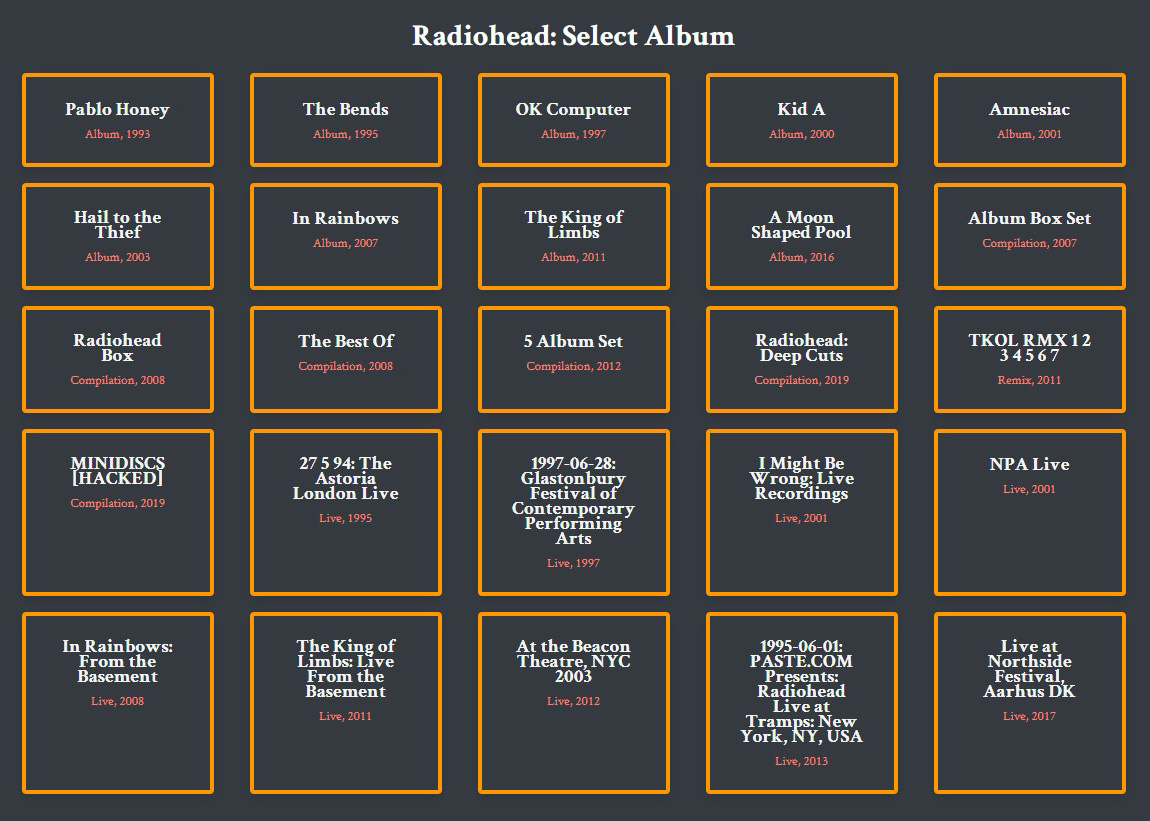 Radiohead: Select Album
Pablo Honey
Album, 1993
The Bends
Album, 1995
OK Computer
Album, 1997
Kid A
Album, 2000
Amnesiac
Album, 2001
Hail to the
Thief
Album, 2003
In Rainbows
Album, 2007
The King of
Limbs
Album, 2011
A Moon
Shaped Pool
Album, 2016
Album Box Set
Compilation, 2007
Radiohead
Box
Compilation, 2008
The Best Of
Compilation, 2008
5 Album Set
Compilation, 2012
Radiohead:
Deep Cuts
Compilation, 2019
TKOL RMX 1 2
3 4 5 6 7
Remix, 2011
MINIDISCS
[HACKED]
Compilation, 2019
27 5 94: The
Astoria
London Live
Live, 1995
1997-06-28:
Glastonbury
Festival of
Contemporary
Performing
Arts
Live, 1997
I Might Be
Wrong: Live
Recordings
Live, 2001
NPA Live
Live, 2001
In Rainbows:
From the
Basement
Live, 2008
The King of
Limbs: Live
From the
Basement
Live, 2011
At the Beacon
Theatre, NYC
2003
Live, 2012
1995-06-01:
PASTE.COM
Presents:
Radiohead
Live at
Tramps: New
York, NY, USA
Live, 2013
Live at
Northside
Festival,
Aarhus DK
Live, 2017